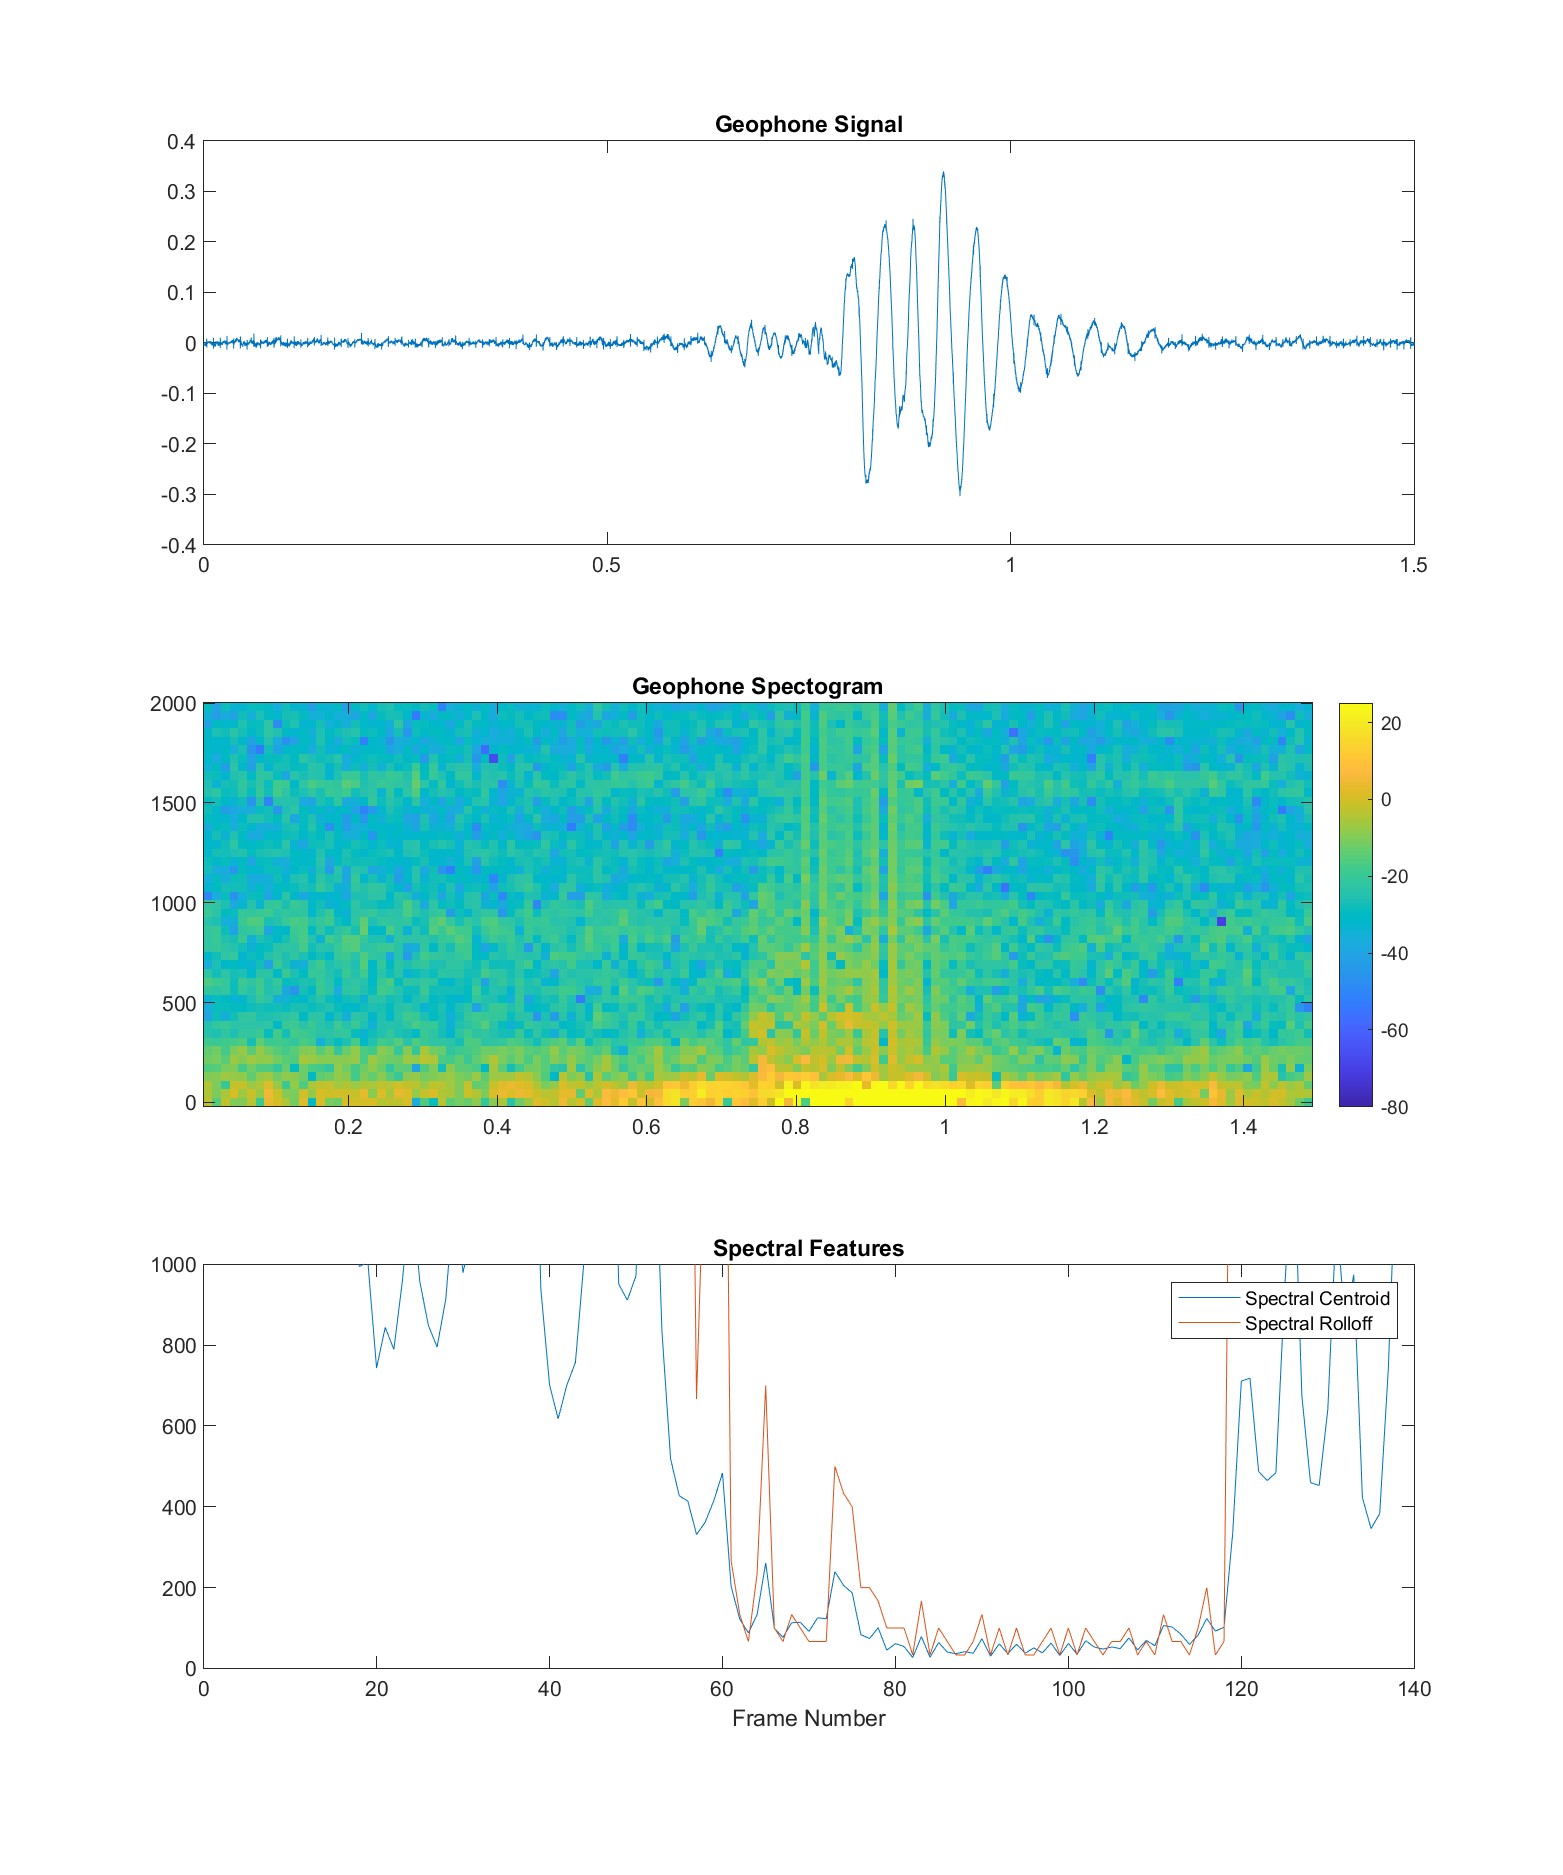 Geophone Signal
0.4
0.3
0.2
0.1
0
-0.1
-0.2
-0.3
-0.4
0 0.5 1 1.5
Geophone Spectogram
2000
1500
1000
500
0
20
0
-20
-40
-60
-80
0.2 0.4 0.6 0.8 1 1.2 1.4
Spectral Features
1000
800
600
400
200
0
Spectral Centroid
Spectral Rolloff
0 20 40 60 80 100 120 140
Frame Number